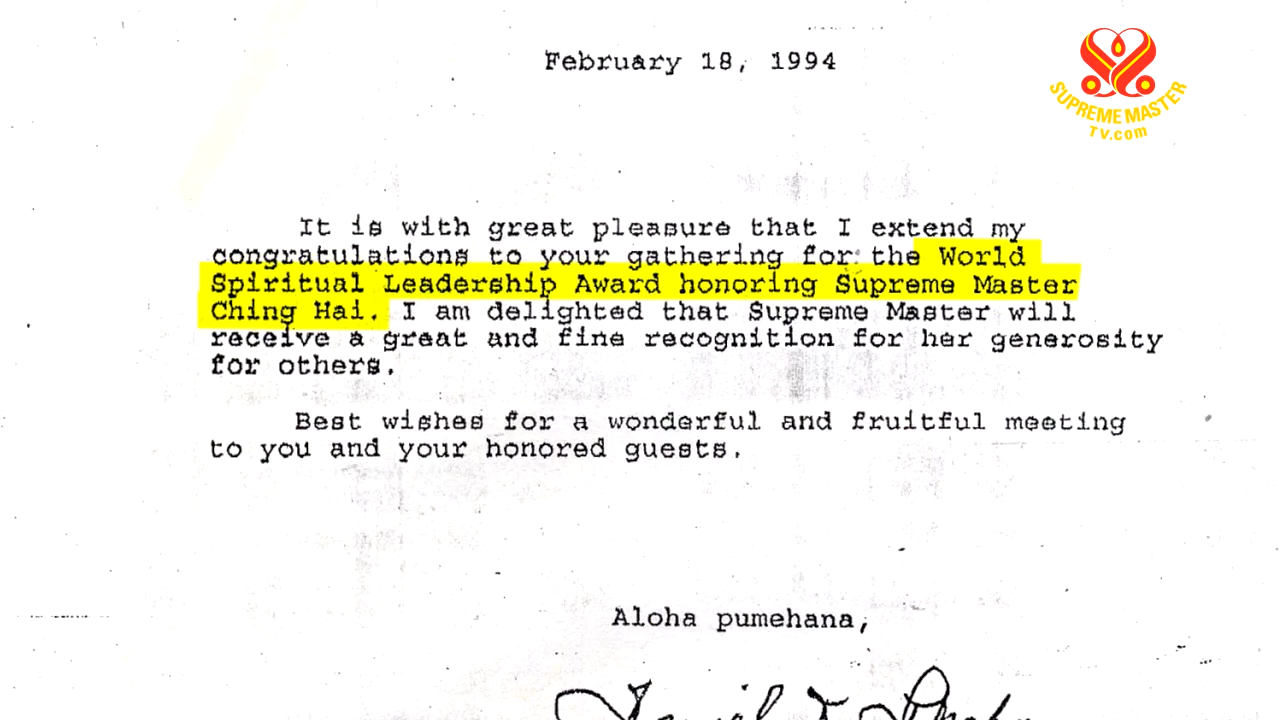 February 18, 1994
SUPREME MASTER
TV.com
It is with great pleasure that I extend my
congratulations to your gathering for the World
Spiritual Leadership Award honoring Supreme Master
Ching Hai. I am delighted that Supreme Master will
receive a great and fine recognition for her generosity
for others.
Best wishes for a wonderful and fruitful meeting
to you and your honored guests.
Aloha pumehana,